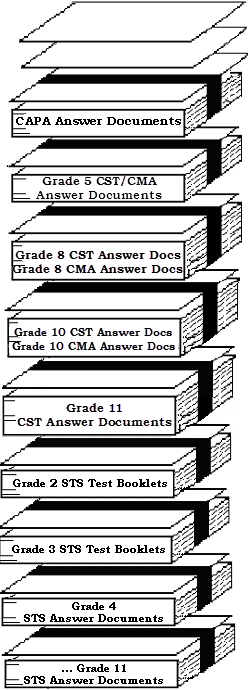 CAPA Answer Documents
Grade 5 CST/CMA
Answer Documents
Grade 8 CST Answer Docs
Grade 8 CMA Answer Docs
Grade 10 CST Answer Docs
Grade 10 CMA Answer Docs
Grade 11
CST Answer Documents
Grade 2 STS Test Booklets
Grade 3 STS Test Booklets
Grade 4
STS Answer Documents
... Grade 11
STS Answer Documents